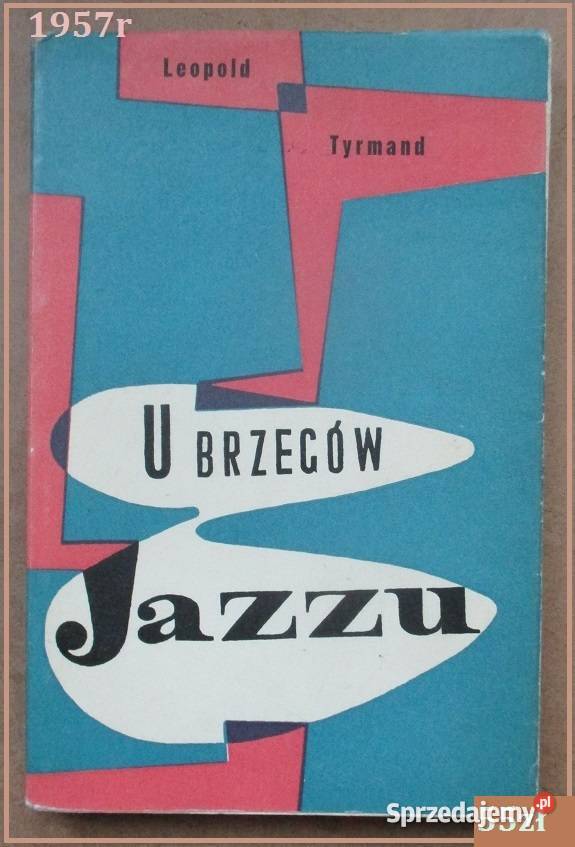 1957r
Leopold
Tyrmand
U BRZEGÓW
Jazzu
Sprzedajemy.pl